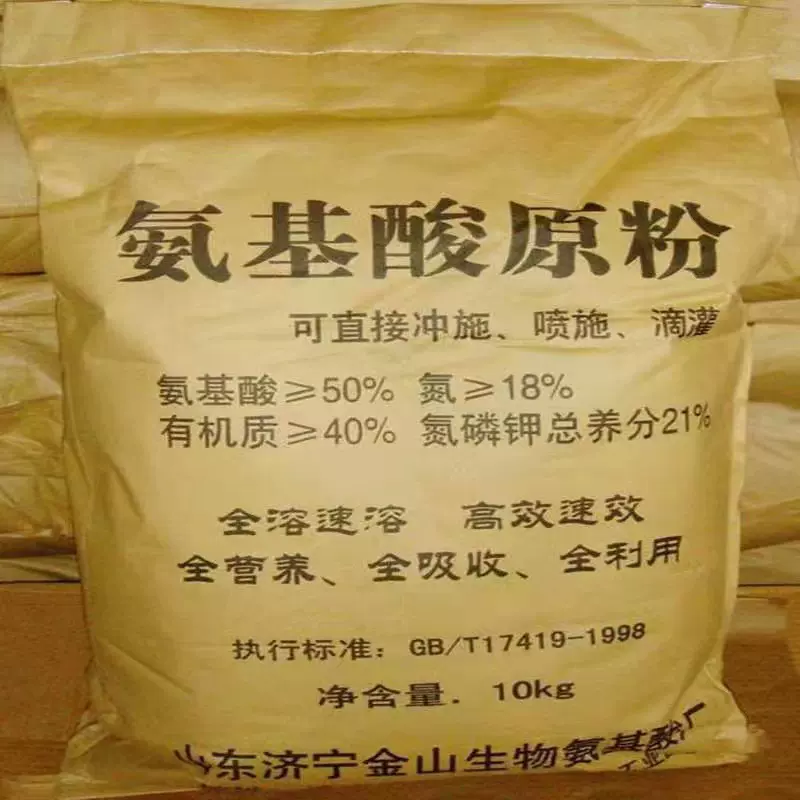 氨基酸原粉
可直接冲施、喷施、滴灌
氨基酸≥50% 氮≥18%
有机质≥40% 氮磷钾总养分21%
全溶速溶 高效速效
全营养、全吸收、全利用
执行标准：GB/T17419-1998
净含量．10kg
山东济宁金山生物氨基酸厂